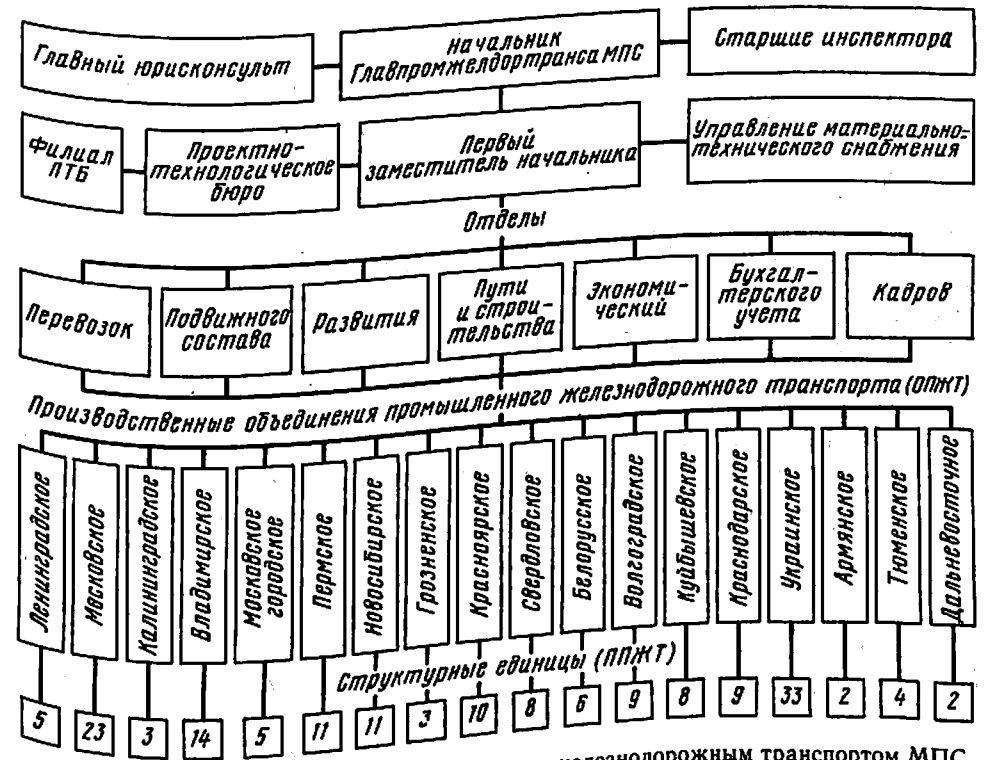 Главный юрисконсульт
начальник
Главпромжелдортранса МПС
Старшие инспектора
Филиал
ПТБ
Проектно-
технологическое
бюро
Первый
заместитель начальника
Управление материально-
технического снабжения
Отделы
Перевозок
Подвижного
состава
Развития
Пути
и строи-
тельства
Экономи-
ческий
Бухгал-
терского
учета
Кадров
Производственные объединения промышленного железнодорожного транспорта (ОПЖТ)
Ленинградское
Московское
Калининградское
Владимирское
Московское
городское
Пермское
Новосибирское
Грозненское
Красноярское
Свердловское
Белорусское
Волгоградское
Куйбышевское
Краснодарское
Украинское
Армянское
Тюменское
Дальневосточное
Структурные единицы (ППЖТ)
5 23 3 14 5 11 11 3 10 8 6 9 8 9 33 2 4 2
железнодорожным транспортом МПС